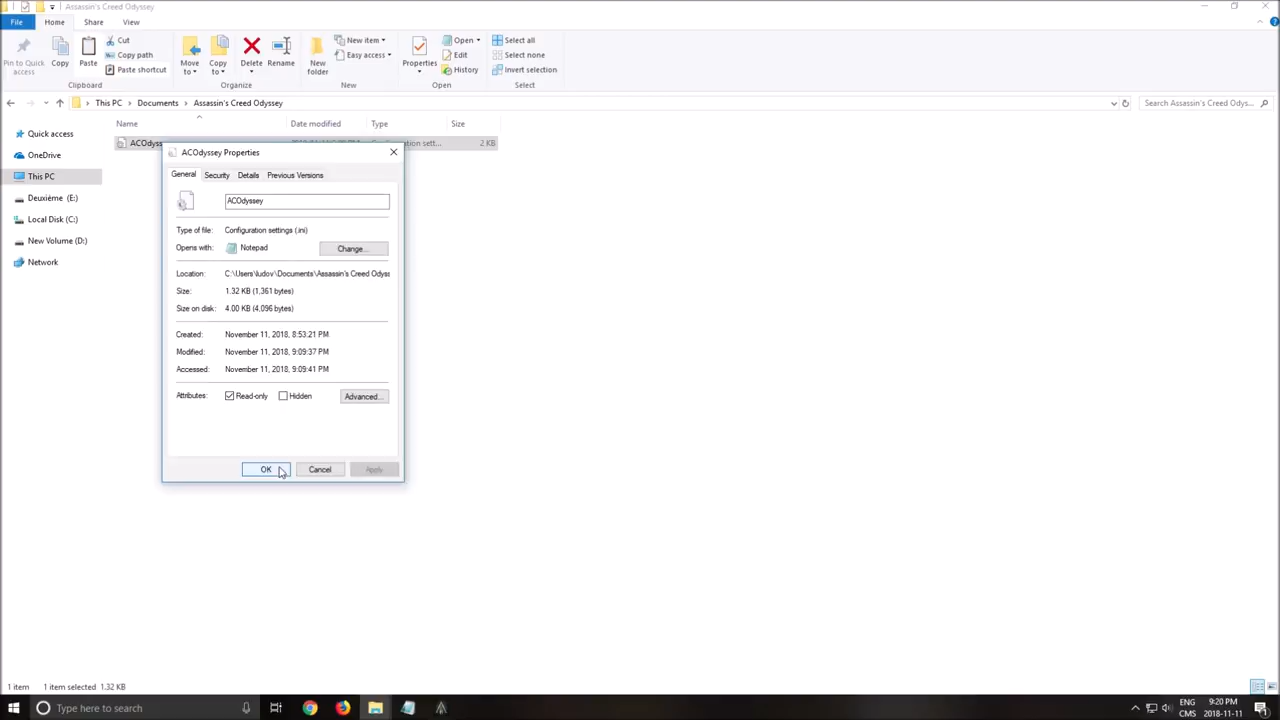 Assassin's Creed Odyssey
File Home Share View
Pin to Quick access
Copy
Paste
Cut
Copy path
Paste shortcut
Move to
Copy to
Delete
Rename
New folder
New item
Easy access
Properties
Open
Edit
History
Select all
Select none
Invert selection
Clipboard Organize New Open Select
This PC Documents Assassin's Creed Odyssey
Search Assassin's Creed Odys...
Name Date modified Type Size
ACOdyss sett... 2 KB
Quick access
OneDrive
This PC
Deuxième (E:)
Local Disk (C:)
New Volume (D:)
Network
ACOdyssey Properties
General Security Details Previous Versions
ACOdyssey
Type of file: Configuration settings (.ini)
Opens with: Notepad Change...
Location: C:\Users\ludov\Documents\Assassin's Creed Odyss
Size: 1.32 KB (1,361 bytes)
Size on disk: 4.00 KB (4,096 bytes)
Created: November 11, 2018, 8:53:21 PM
Modified: November 11, 2018, 9:09:37 PM
Accessed: November 11, 2018, 9:09:41 PM
Attributes: Read-only Hidden Advanced...
OK Cancel Apply
1 item 1 item selected 1.32 KB
Type here to search
ENG 9:20 PM
CMS 2018-11-11